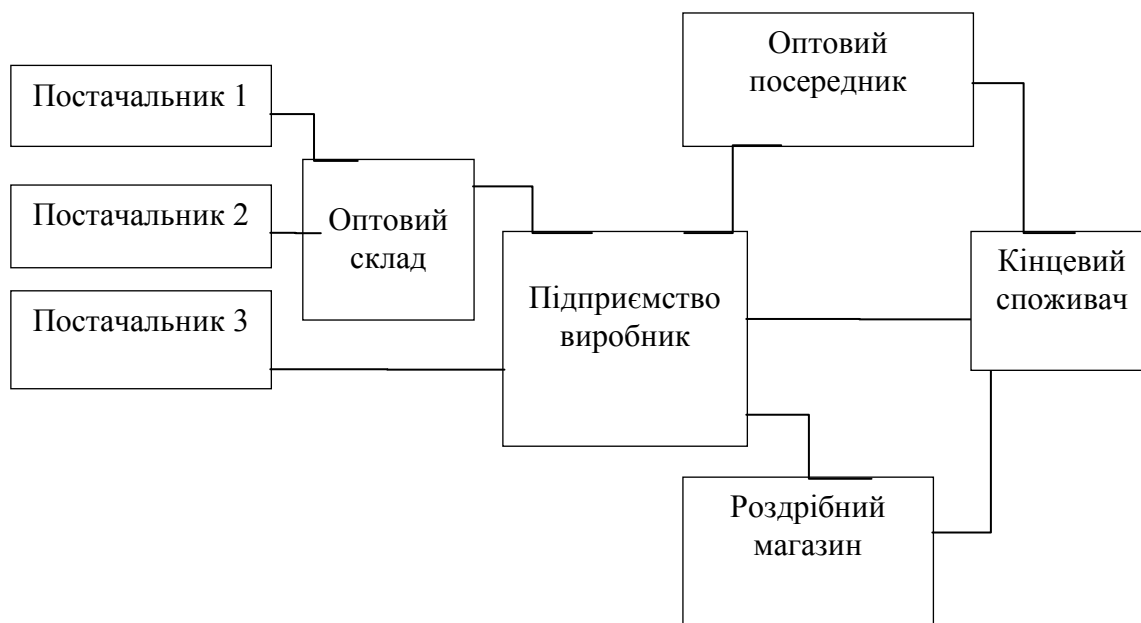 Постачальник 1
Постачальник 2
Постачальник 3
Оптовий
склад
Підприємство
виробник
Оптовий
посередник
Кінцевий
споживач
Роздрібний
магазин